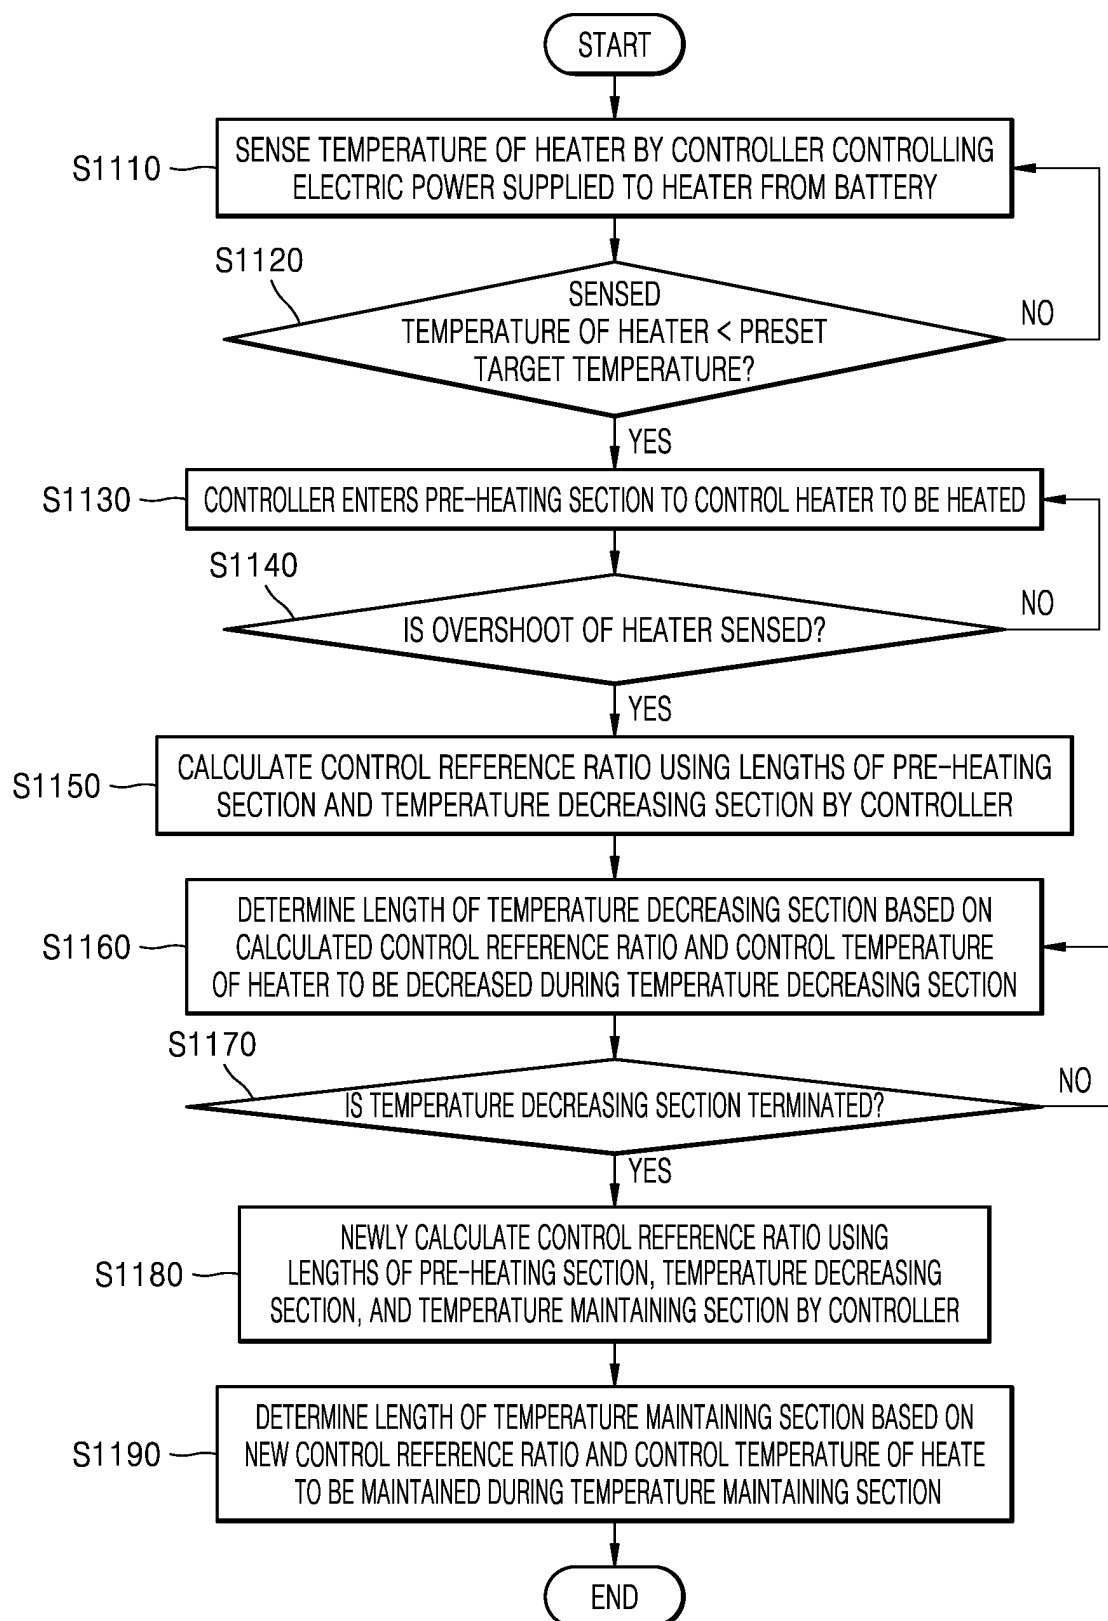 START
S1110
SENSE TEMPERATURE OF HEATER BY CONTROLLER CONTROLLING
ELECTRIC POWER SUPPLIED TO HEATER FROM BATTERY
S1120
SENSED
TEMPERATURE OF HEATER < PRESET
TARGET TEMPERATURE?
NO
YES
S1130
CONTROLLER ENTERS PRE-HEATING SECTION TO CONTROL HEATER TO BE HEATED
S1140
IS OVERSHOOT OF HEATER SENSED?
NO
YES
S1150
CALCULATE CONTROL REFERENCE RATIO USING LENGTHS OF PRE-HEATING
SECTION AND TEMPERATURE DECREASING SECTION BY CONTROLLER
S1160
DETERMINE LENGTH OF TEMPERATURE DECREASING SECTION BASED ON
CALCULATED CONTROL REFERENCE RATIO AND CONTROL TEMPERATURE
OF HEATER TO BE DECREASED DURING TEMPERATURE DECREASING SECTION
S1170
IS TEMPERATURE DECREASING SECTION TERMINATED?
NO
YES
S1180
NEWLY CALCULATE CONTROL REFERENCE RATIO USING
LENGTHS OF PRE-HEATING SECTION, TEMPERATURE DECREASING
SECTION, AND TEMPERATURE MAINTAINING SECTION BY CONTROLLER
S1190
DETERMINE LENGTH OF TEMPERATURE MAINTAINING SECTION BASED ON
NEW CONTROL REFERENCE RATIO AND CONTROL TEMPERATURE OF HEATE
TO BE MAINTAINED DURING TEMPERATURE MAINTAINING SECTION
END